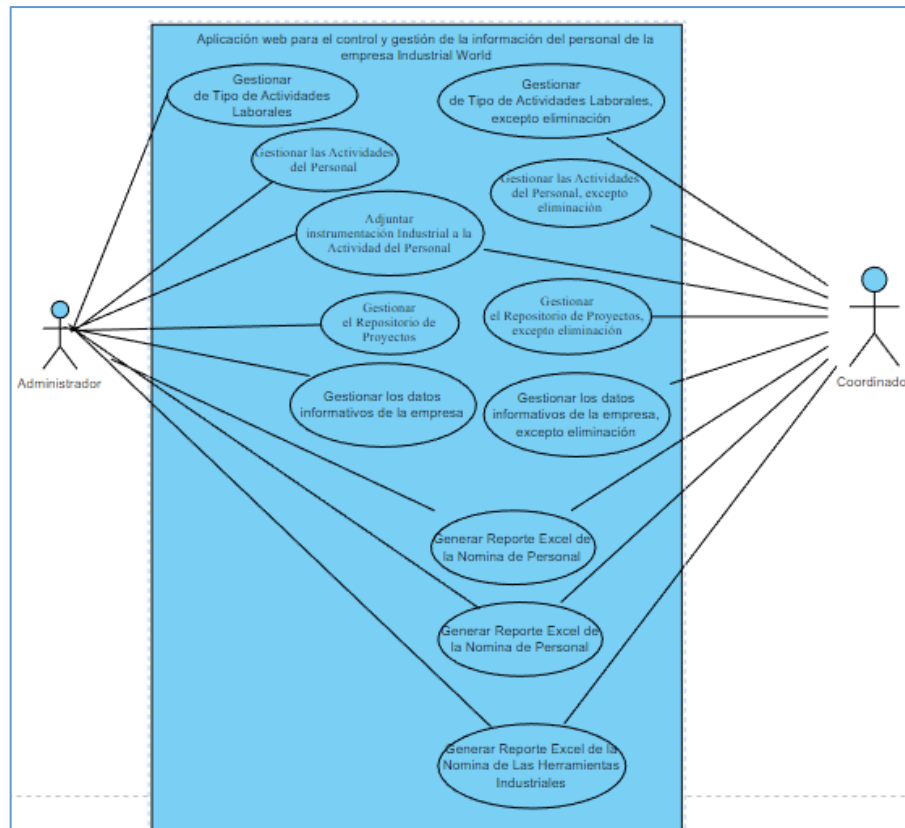 Aplicación web para el control y gestión de la información del personal de la
empresa Industrial World
Gestionar
de Tipo de Actividades
Laborales
Gestionar
de Tipo de Actividades Laborales,
excepto eliminación
Gestionar las Actividades
del Personal
Gestionar las Actividades
del Personal, excepto
eliminación
Adjuntar
instrumentación Industrial a la
Actividad del Personal
Gestionar
el Repositorio de
Proyectos
Gestionar
el Repositorio de Proyectos,
excepto eliminación
Administrador
Coordinado
Gestionar los datos
informativos de la empresa
Gestionar los datos
informativos de la empresa,
excepto eliminación
Generar Reporte Excel de
la Nomina de Personal
Generar Reporte Excel de
la Nomina de Personal
Generar Reporte Excel de la
Nomina de Las Herramientas
Industriales